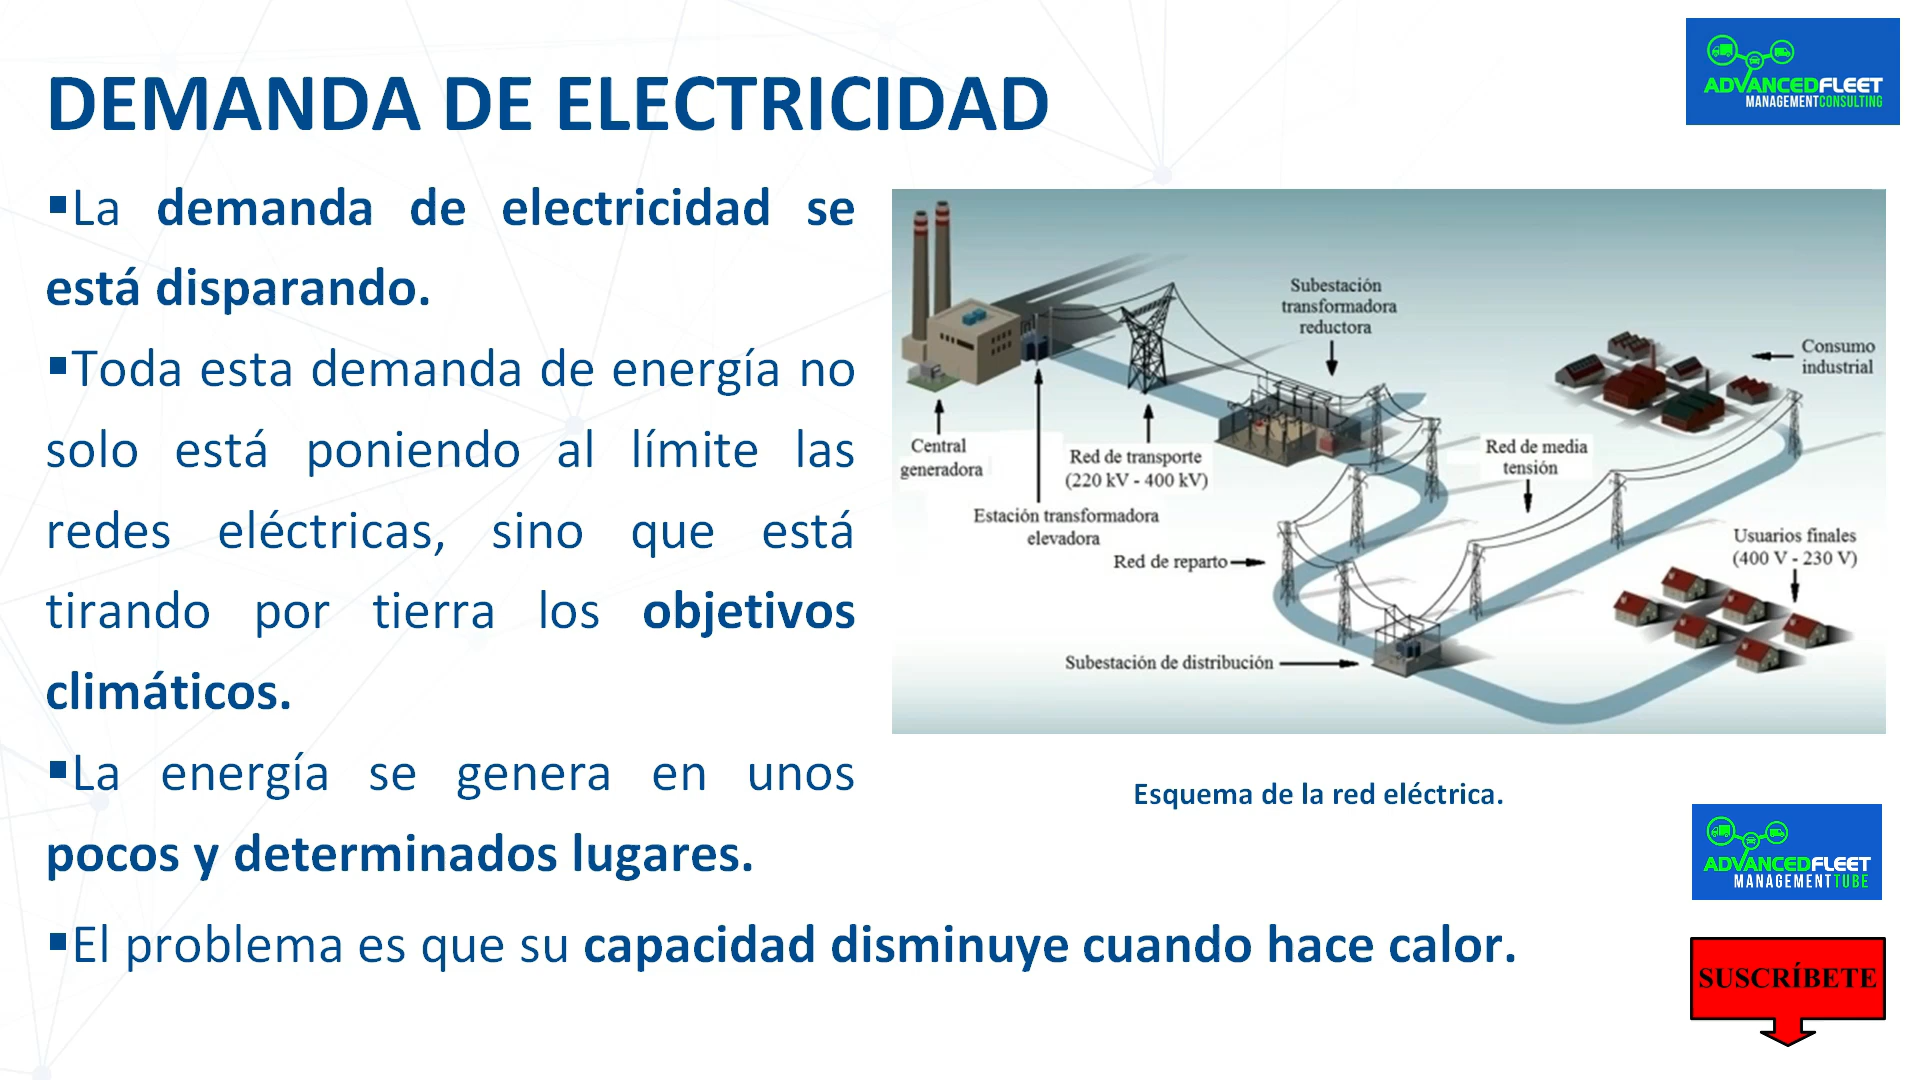 DEMANDA DE ELECTRICIDAD
ADVANCEDFLEET
MANAGEMENTCONSULTING
▪La demanda de electricidad se
está disparando.
▪Toda esta demanda de energía no
solo está poniendo al límite las
redes eléctricas, sino que está
tirando por tierra los objetivos
climáticos.
▪La energía se genera en unos
pocos y determinados lugares.
▪El problema es que su capacidad disminuye cuando hace calor.
Subestación
transformadora
reductora
Consumo
industrial
Central
generadora
Red de transporte
(220 kV - 400 kV)
Red de media
tensión
Estación transformadora
elevadora
Red de reparto
Usuarios finales
(400 V - 230 V)
Subestación de distribución
Esquema de la red eléctrica.
ADVANCEDFLEET
MANAGEMENTTUBE
SUSCRÍBETE